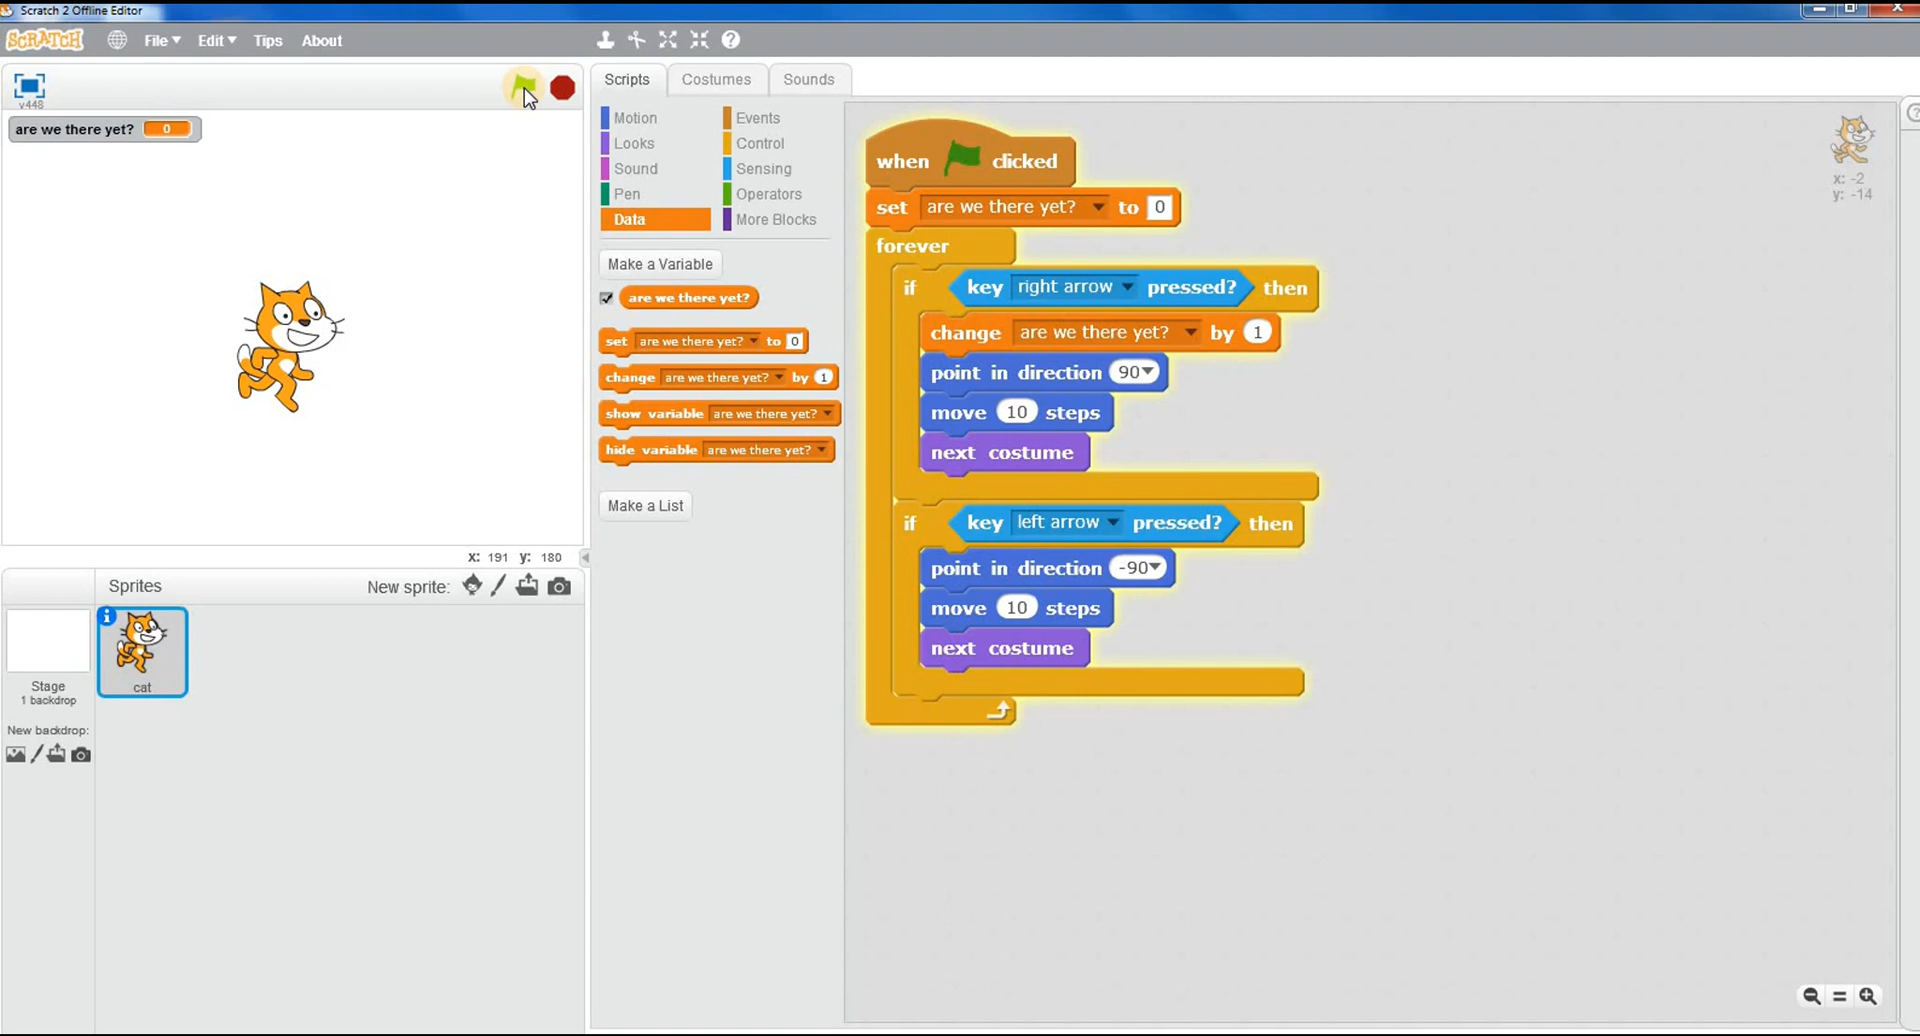 Scratch 2 Offline Editor
SCRATCH File Edit Tips About
v448
are we there yet? 0
Scripts Costumes Sounds
Motion Events
Looks Control
Sound Sensing
Pen Operators
Data More Blocks
Make a Variable
are we there yet?
set are we there yet? to 0
change are we there yet? by 1
show variable are we there yet?
hide variable are we there yet?
Make a List
when clicked
set are we there yet? to 0
forever
if key right arrow pressed? then
change are we there yet? by 1
point in direction 90
move 10 steps
next costume
if key left arrow pressed? then
point in direction -90
move 10 steps
next costume
x: -2
y: -14
x: 191 y: 180
Sprites New sprite:
cat
Stage
1 backdrop
New backdrop: